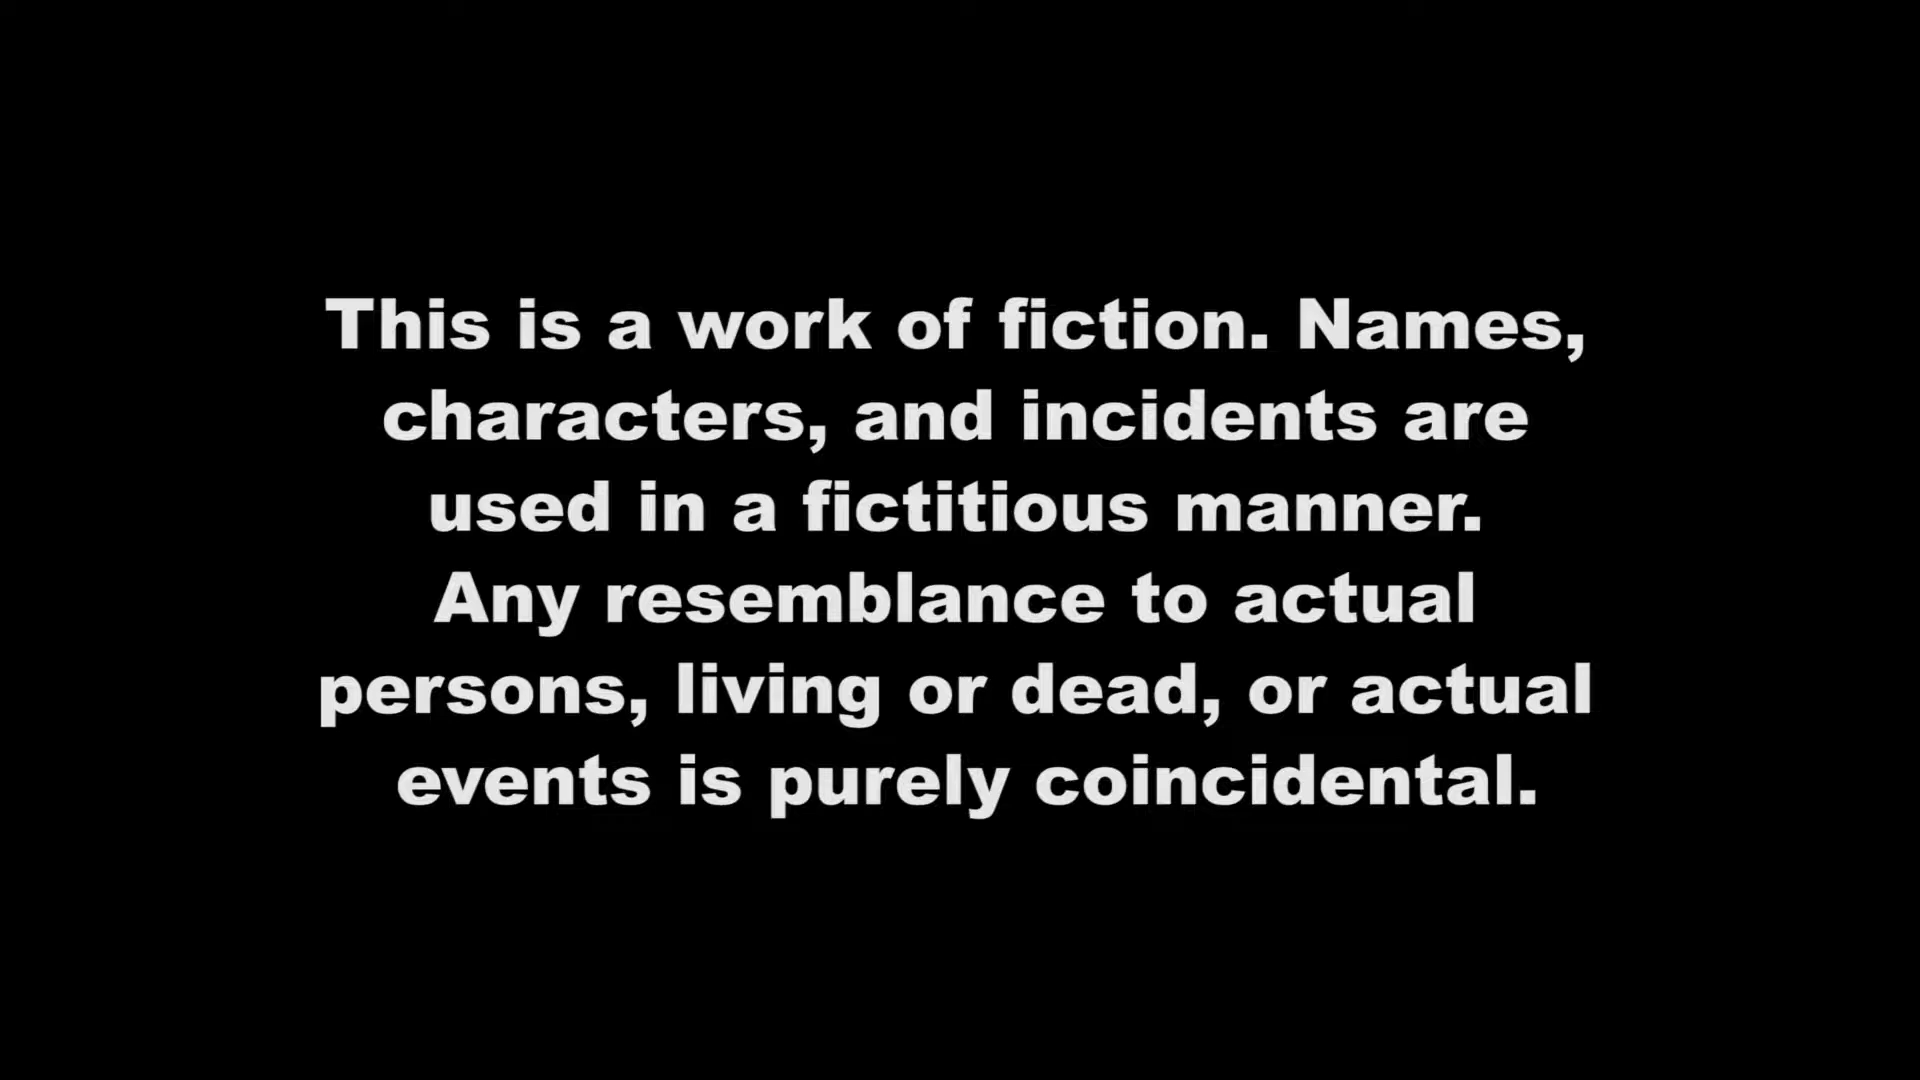 This is a work of fiction. Names,
characters, and incidents are
used in a fictitious manner.
Any resemblance to actual
persons, living or dead, or actual
events is purely coincidental.